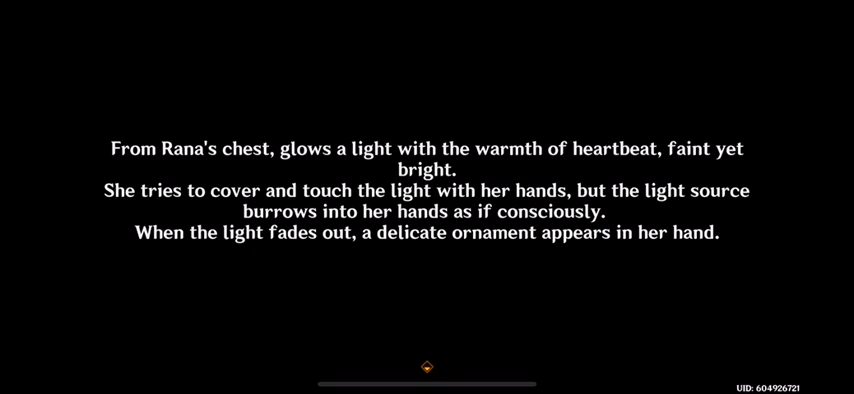 From Rana's chest, glows a light with the warmth of heartbeat, faint yet
bright.
She tries to cover and touch the light with her hands, but the light source
burrows into her hands as if consciously.
When the light fades out, a delicate ornament appears in her hand.
UID: 604926721